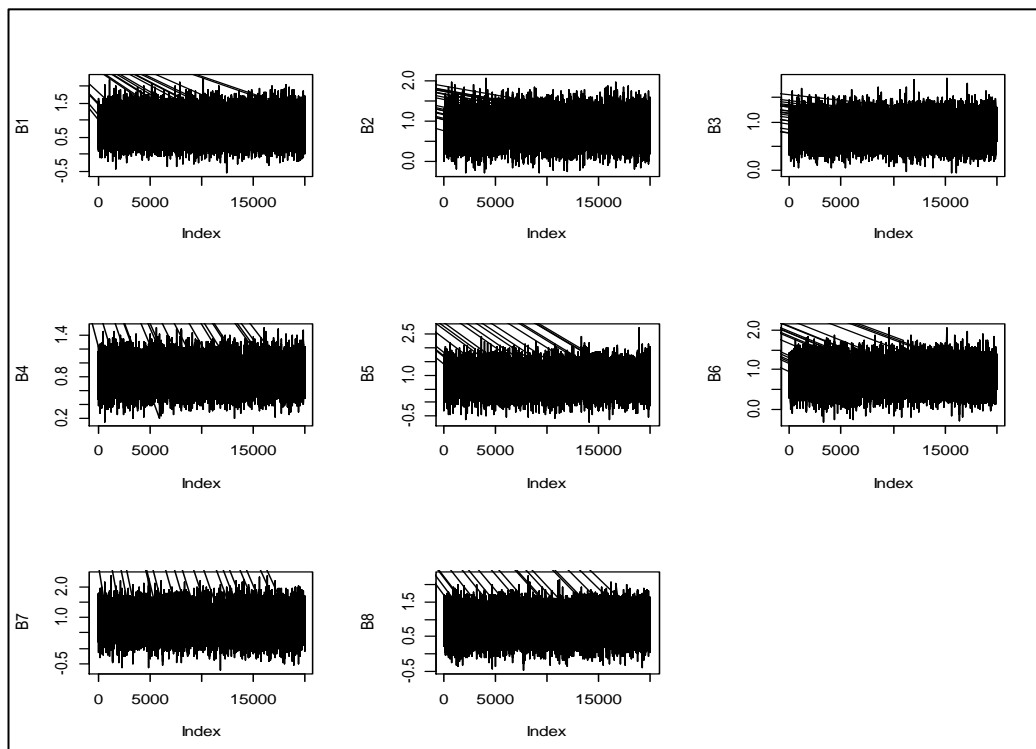 B1
-0.5 0.5 1.5
0 5000 15000
Index
B2
0.0 1.0 2.0
0 5000 15000
Index
B3
0.0 1.0
0 5000 15000
Index
B4
0.2 0.8 1.4
0 5000 15000
Index
B5
-0.5 1.0 2.5
0 5000 15000
Index
B6
0.0 1.0 2.0
0 5000 15000
Index
B7
-0.5 1.0 2.0
0 5000 15000
Index
B8
-0.5 0.5 1.5
0 5000 15000
Index